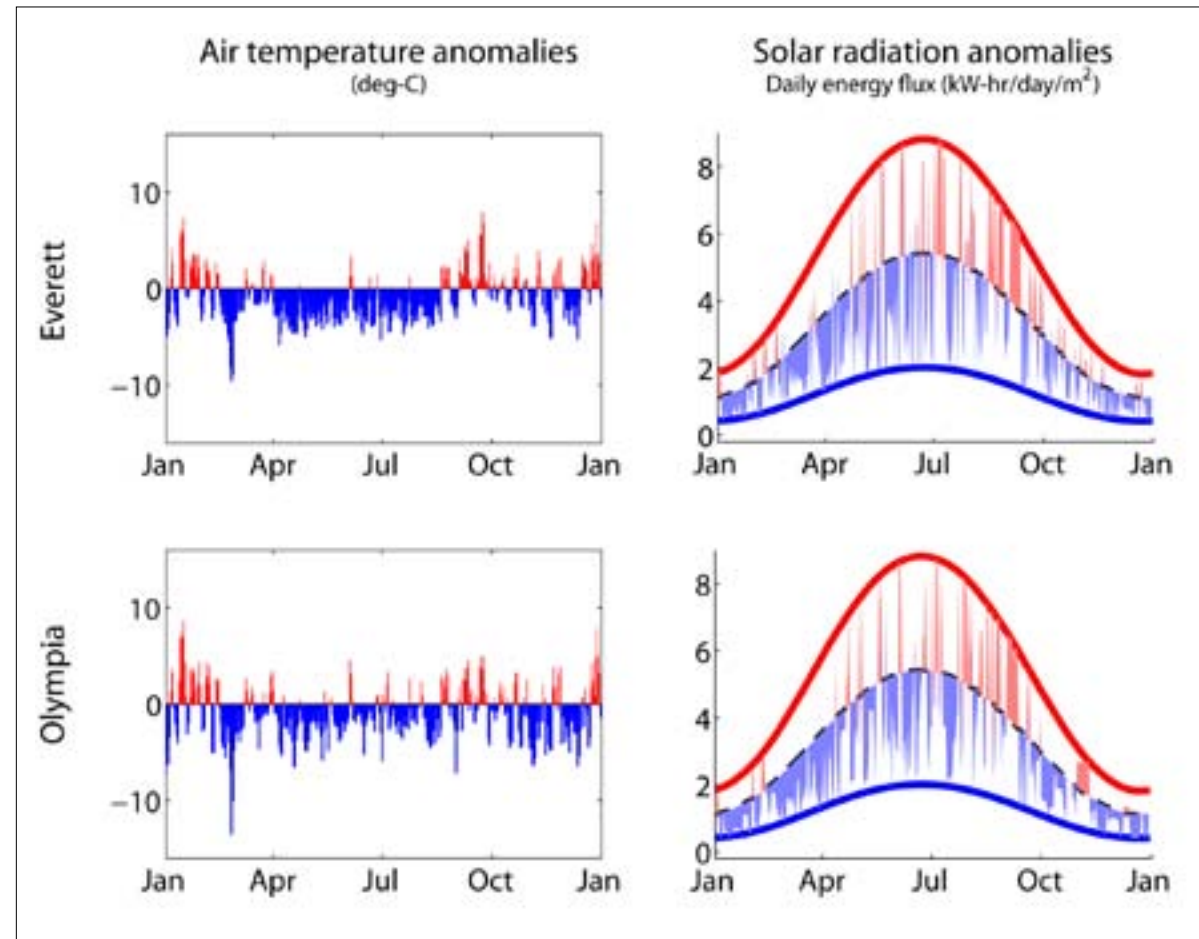 Air temperature anomalies
(deg-C)
Solar radiation anomalies
Daily energy flux (kW-hr/day/m²)
Everett
10
0
−10
Jan Apr Jul Oct Jan
8
6
4
2
0
Jan Apr Jul Oct Jan
Olympia
10
0
−10
Jan Apr Jul Oct Jan
8
6
4
2
0
Jan Apr Jul Oct Jan